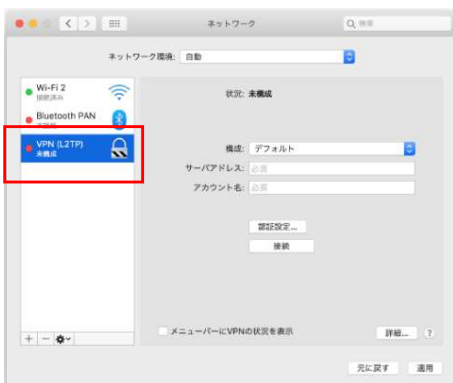 ネットワーク
検索
ネットワーク環境: 自動
Wi-Fi 2
接続済み
Bluetooth PAN
VPN (L2TP)
未構成
状況: 未構成
構成: デフォルト
サーバアドレス: 必須
アカウント名: 必須
認証設定...
接続
メニューバーにVPNの状況を表示
詳細...
?
元に戻す
適用